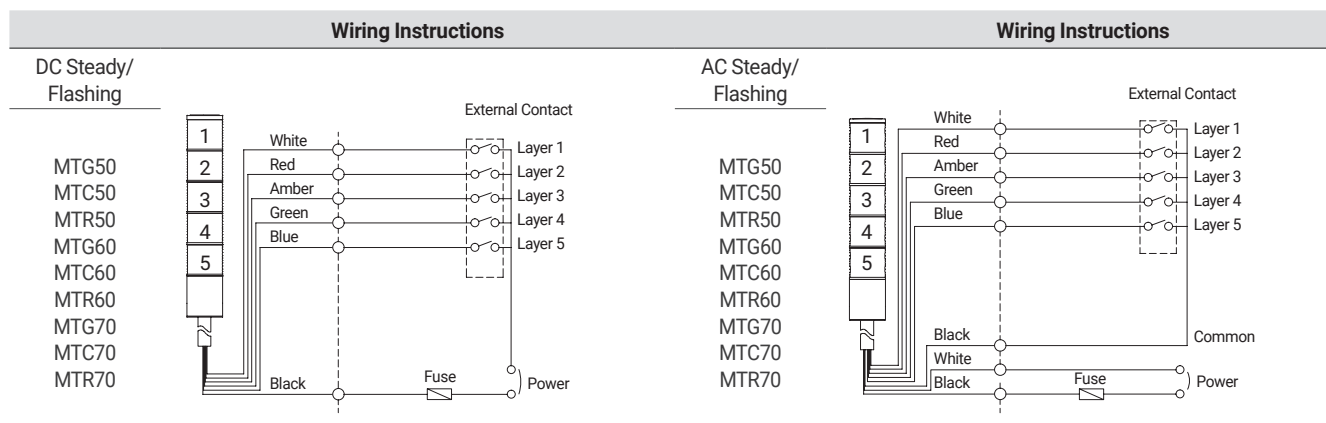 Wiring Instructions
DC Steady/
Flashing
MTG50
MTC50
MTR50
MTG60
MTC60
MTR60
MTG70
MTC70
MTR70
1
2
3
4
5
White
Red
Amber
Green
Blue
Black
External Contact
Layer 1
Layer 2
Layer 3
Layer 4
Layer 5
Fuse
Power
Wiring Instructions
AC Steady/
Flashing
MTG50
MTC50
MTR50
MTG60
MTC60
MTR60
MTG70
MTC70
MTR70
1
2
3
4
5
White
Red
Amber
Green
Blue
External Contact
Layer 1
Layer 2
Layer 3
Layer 4
Layer 5
Black
Common
White
Black
Fuse
Power